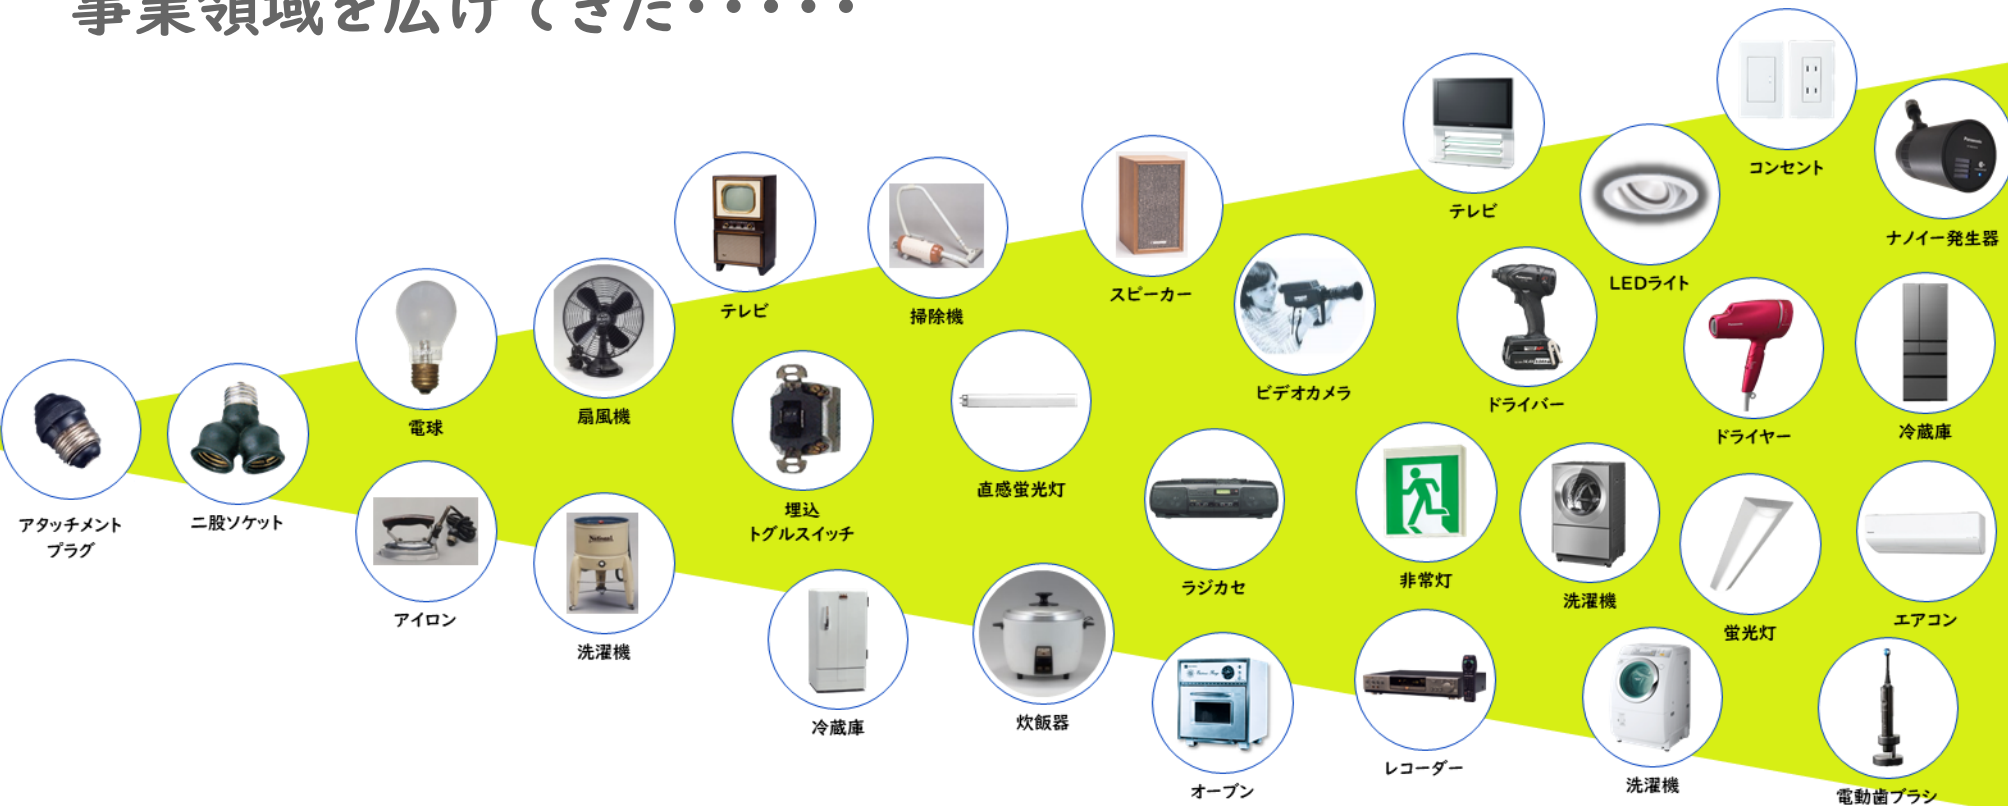 事業領域を広げてきた・・・・・
コンセント
テレビ
ナノイー発生器
LEDライト
スピーカー
テレビ
掃除機
ビデオカメラ
ドライバー
ドライヤー
冷蔵庫
電球
扇風機
直感蛍光灯
埋込
トグルスイッチ
アタッチメント
プラグ
二股ソケット
ラジカセ
非常灯
洗濯機
蛍光灯
エアコン
アイロン
National
洗濯機
冷蔵庫
炊飯器
レコーダー
オーブン
洗濯機
電動歯ブラシ
Panasonic